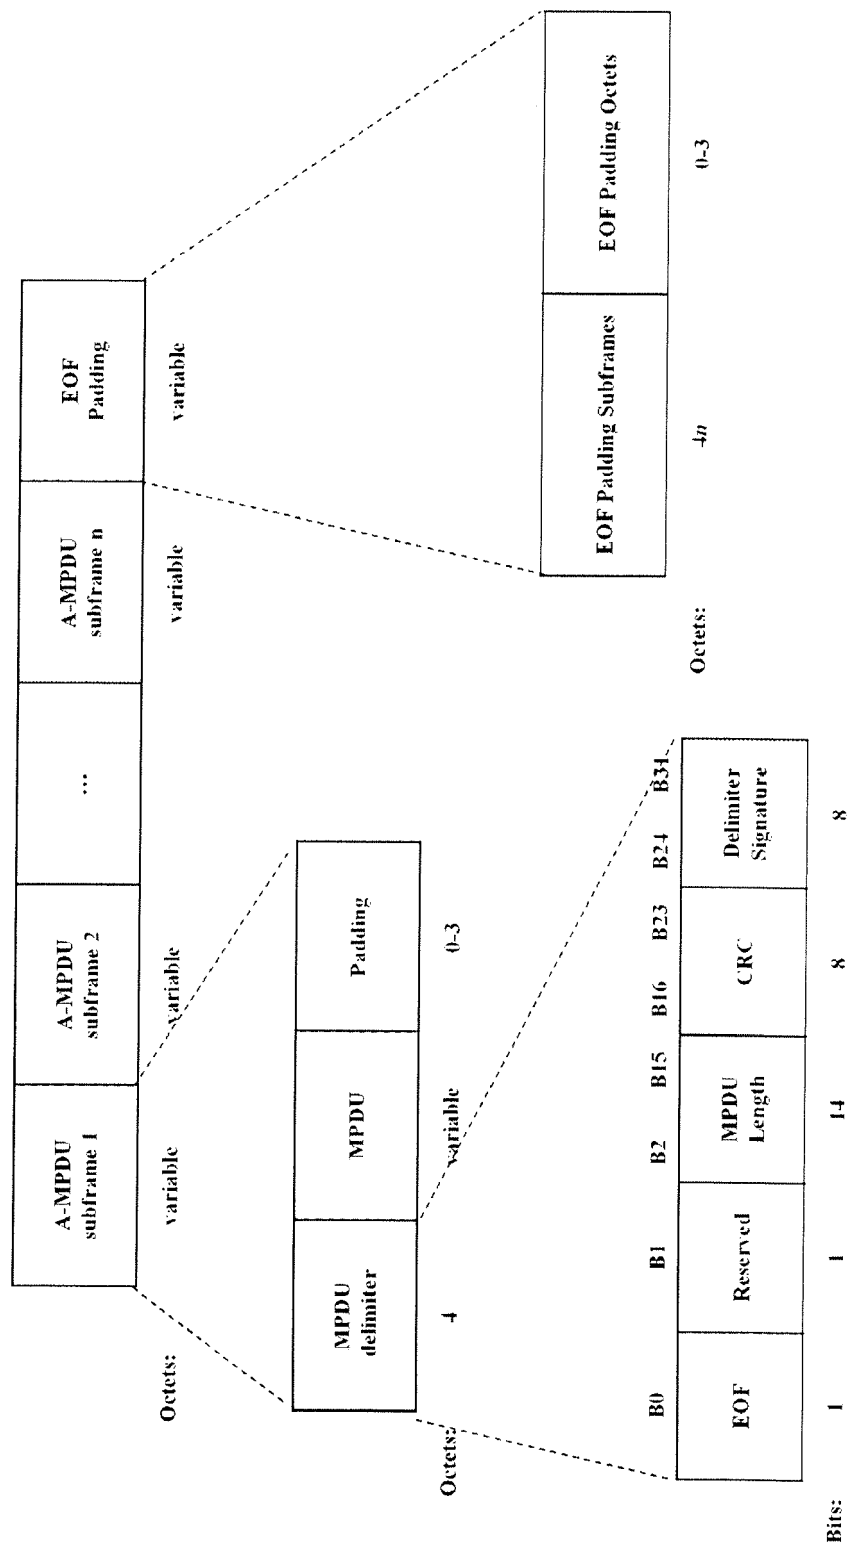 A-MPDU
subframe 1
A-MPDU
subframe 2
...
A-MPDU
subframe n
EOF
Padding
Octets:
variable
variable
variable
variable
MPDU
delimiter
MPDU
Padding
Octets:
4
variable
0-3
EOF Padding Subframes
EOF Padding Octets
Octets:
4n
0-3
B0
B1
B2
B15
B16
B23
B24
B31
EOF
Reserved
MPDU
Length
CRC
Delimiter
Signature
Bits:
1
1
14
8
8